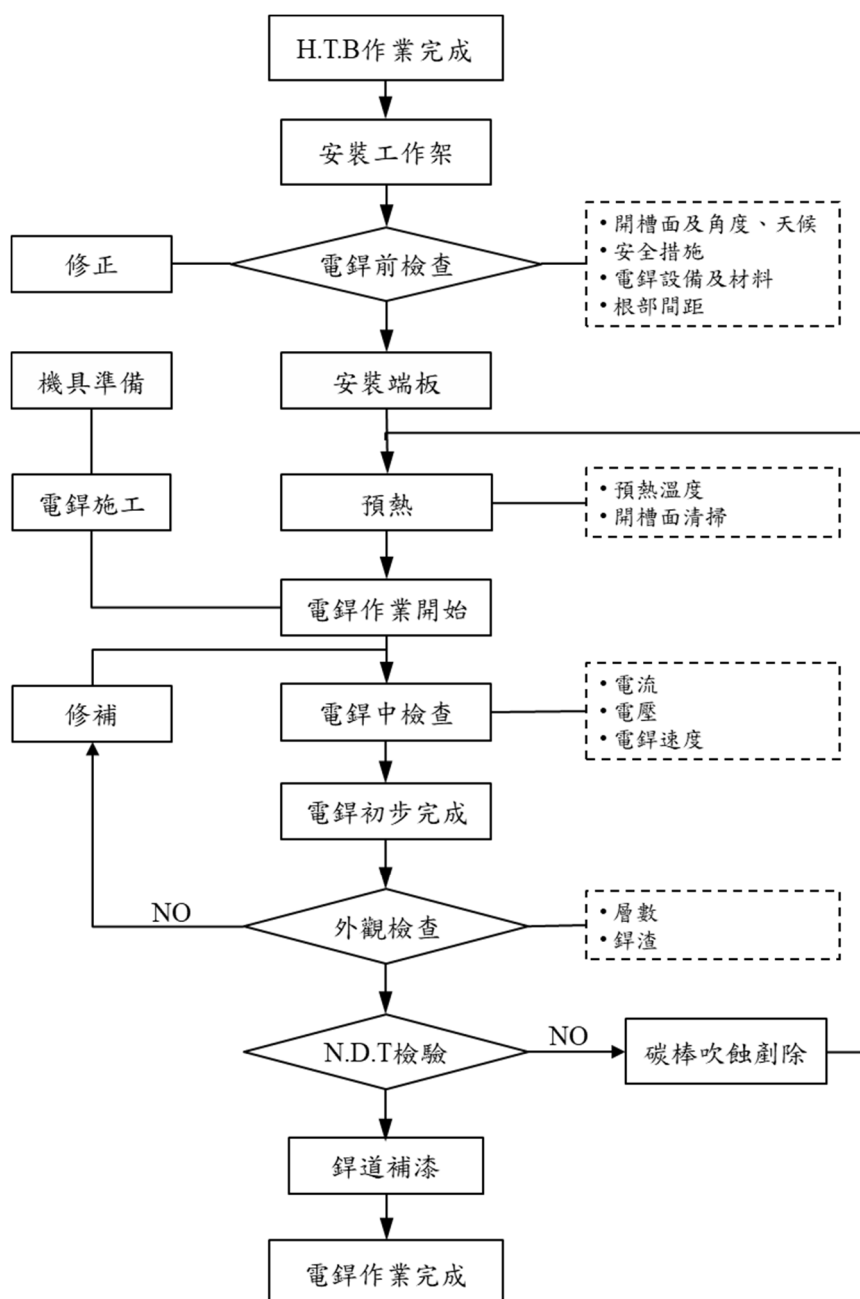 H.T.B作業完成
安裝工作架
修正
電銲前檢查
• 開槽面及角度、天候
• 安全措施
• 電銲設備及材料
• 根部間距
機具準備
安裝端板
電銲施工
預熱
• 預熱溫度
• 開槽面清掃
電銲作業開始
修補
電銲中檢查
• 電流
• 電壓
• 電銲速度
電銲初步完成
NO
外觀檢查
• 層數
• 銲渣
N.D.T檢驗
NO
碳棒吹蝕剷除
銲道補漆
電銲作業完成